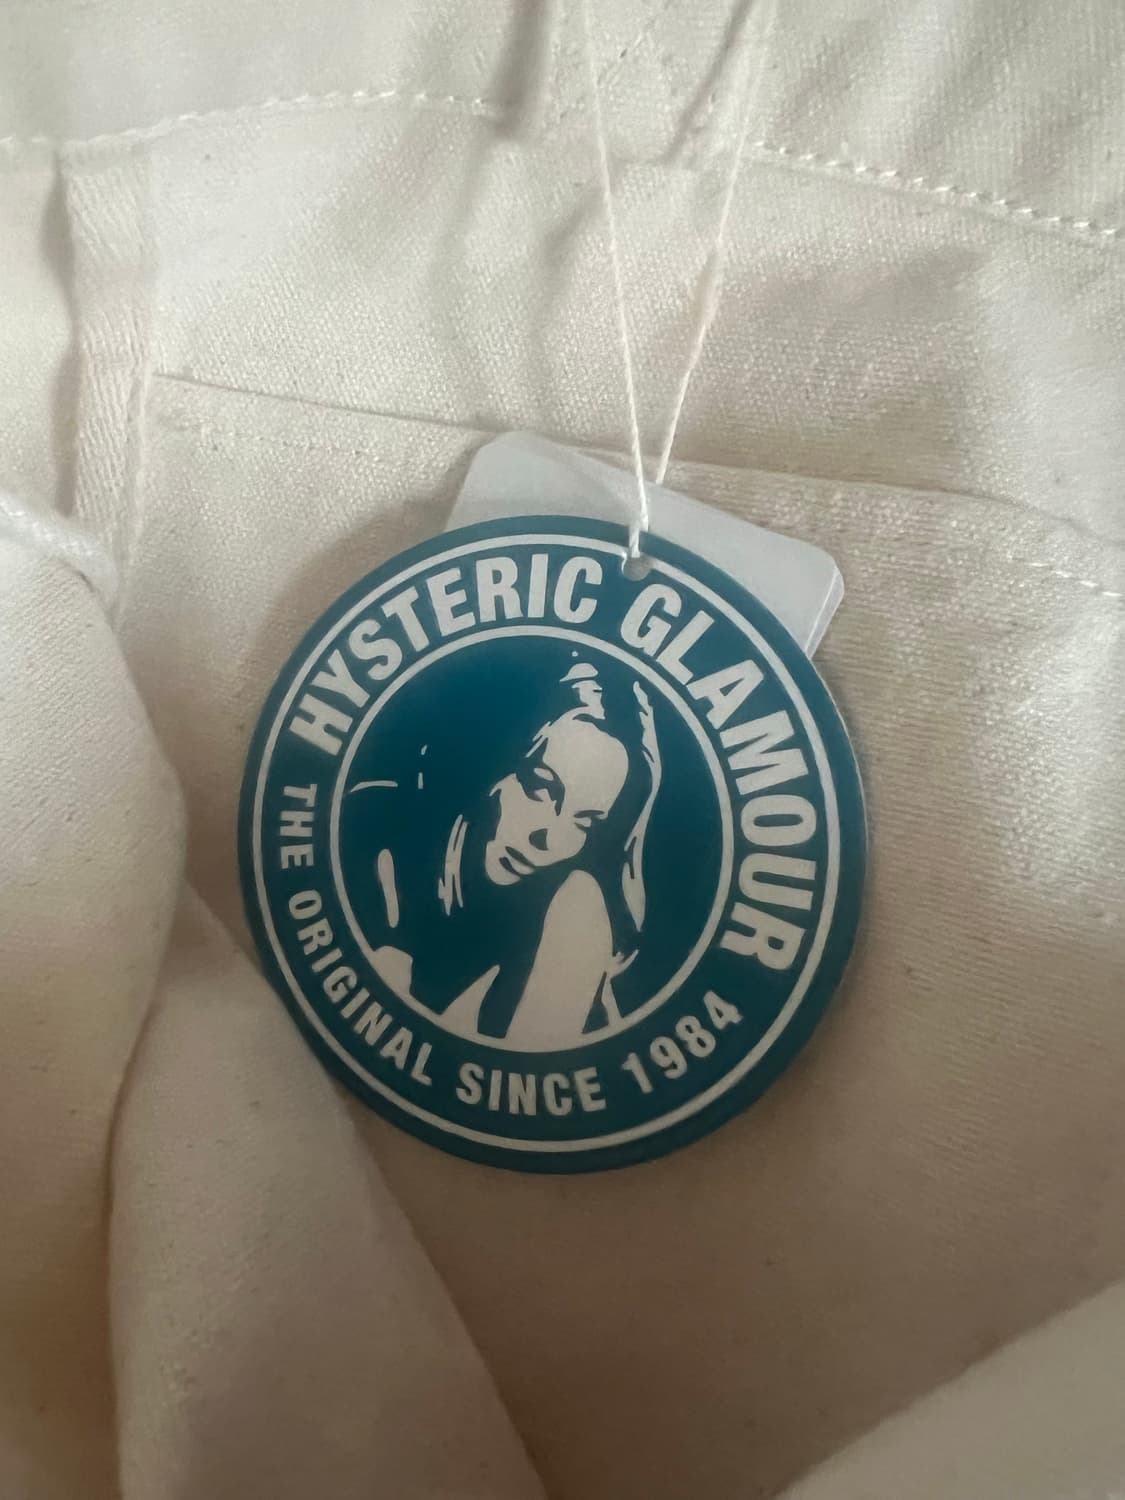 HYSTERIC GLAMOUR
THE ORIGINAL SINCE 1984